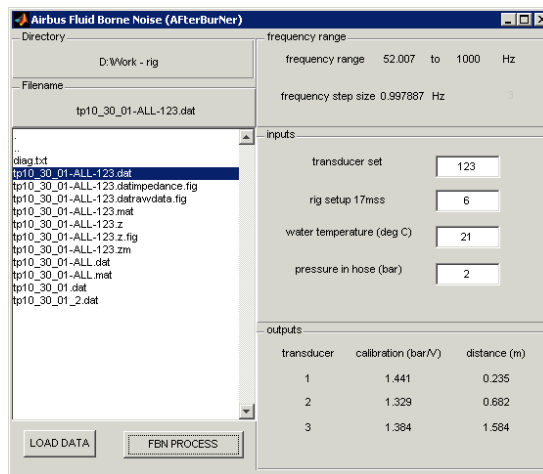 Airbus Fluid Borne Noise (AFterBurNer)
Directory
D:\Work - rig
Filename
tp10_30_01-ALL-123.dat
.
..
diag.txt
tp10_30_01-ALL-123.dat
tp10_30_01-ALL-123.datimpedance.fig
tp10_30_01-ALL-123.datrawdata.fig
tp10_30_01-ALL-123.mat
tp10_30_01-ALL-123.z
tp10_30_01-ALL-123.z.fig
tp10_30_01-ALL-123.zm
tp10_30_01-ALL.dat
tp10_30_01-ALL.mat
tp10_30_01.dat
tp10_30_01_2.dat
LOAD DATA FBN PROCESS
frequency range
frequency range 52.007 to 1000 Hz
frequency step size 0.997887 Hz
inputs
transducer set 123
rig setup 17mss 6
water temperature (deg C) 21
pressure in hose (bar) 2
outputs
transducer calibration (bar/V) distance (m)
1 1.441 0.235
2 1.329 0.682
3 1.384 1.584